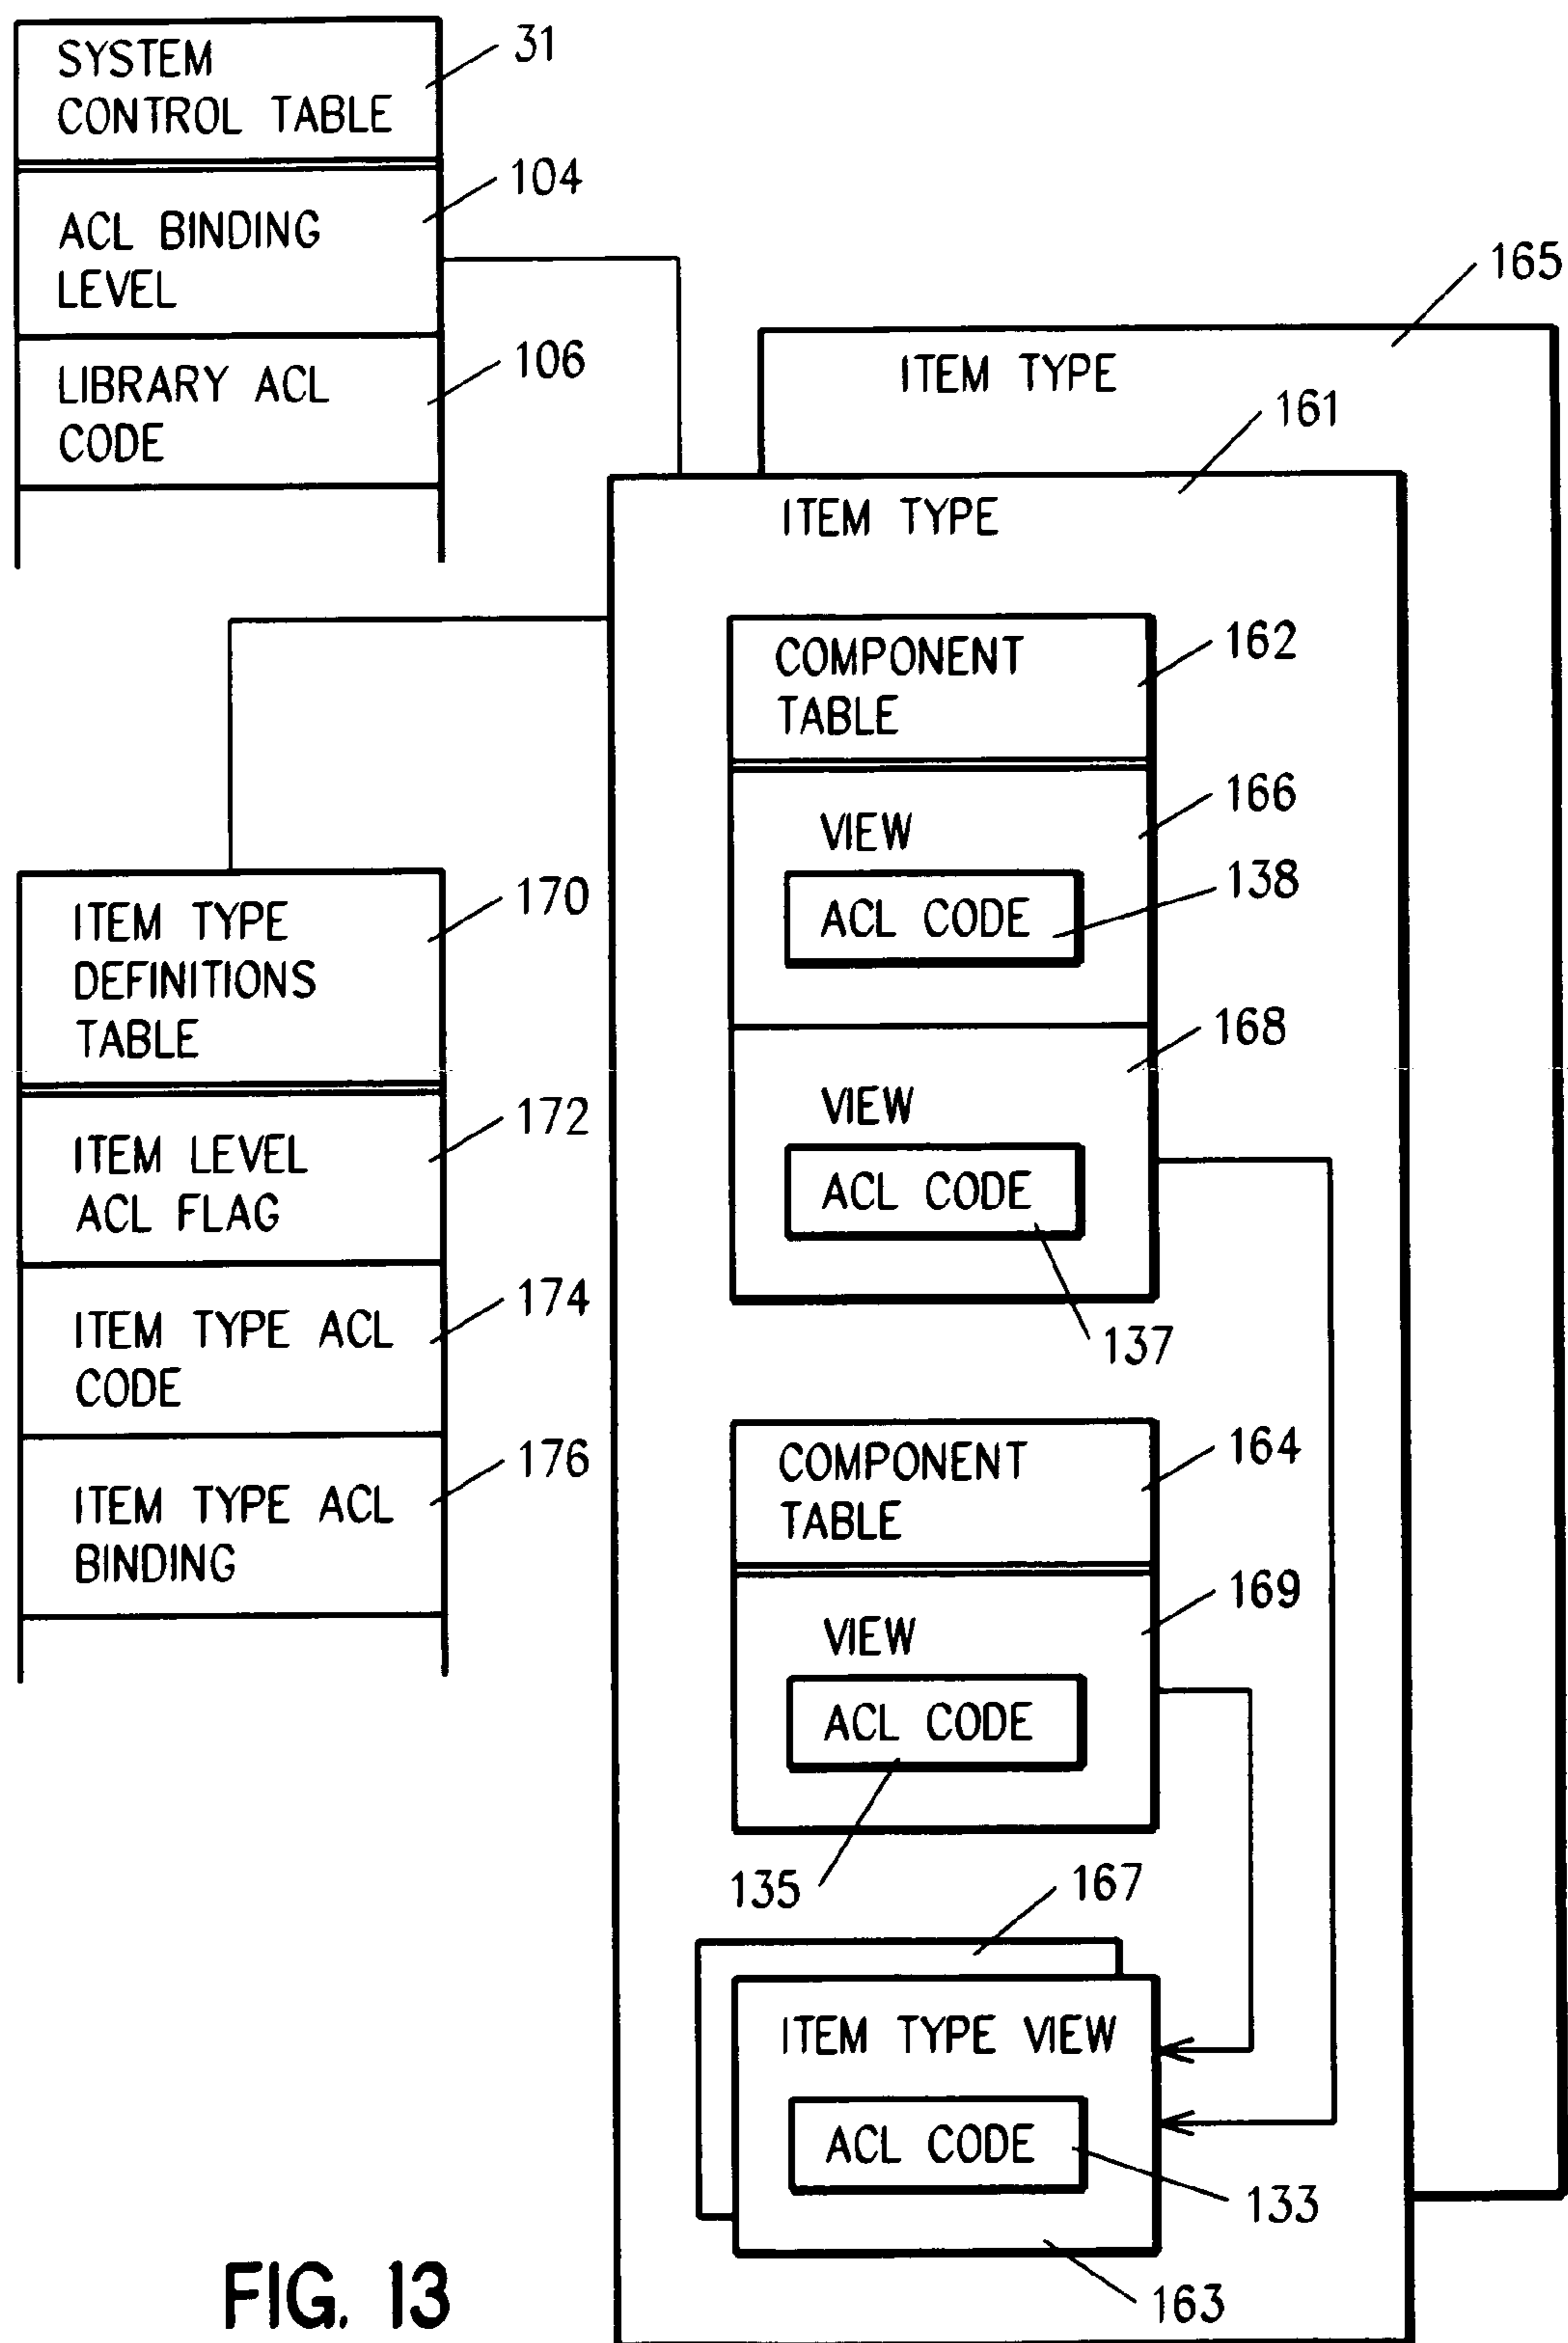 SYSTEM
CONTROL TABLE
31
104
ACL BINDING
LEVEL
106
LIBRARY ACL
CODE
165
ITEM TYPE
161
ITEM TYPE
162
COMPONENT
TABLE
166
VIEW
138
ACL CODE
168
VIEW
ACL CODE
137
170
ITEM TYPE
DEFINITIONS
TABLE
172
ITEM LEVEL
ACL FLAG
174
ITEM TYPE ACL
CODE
176
ITEM TYPE ACL
BINDING
164
COMPONENT
TABLE
169
VIEW
ACL CODE
135
167
ITEM TYPE VIEW
ACL CODE
133
163
FIG. 13